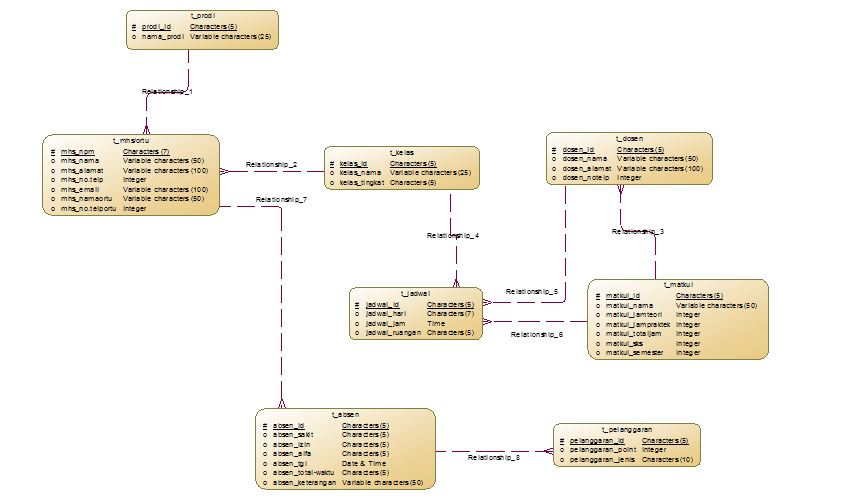 t_prodi
# prodi_id Characters (5)
o nama_prodi Variable characters (25)
Relationship_1
t_mhs/ortu
# mhs_npm Characters (7)
o mhs_nama Variable characters (50)
o mhs_alamat Variable characters (100)
o mhs_no.telp Integer
o mhs_email Variable characters (100)
o mhs_namaortu Variable characters (50)
o mhs_no.telportu Integer
Relationship_2
t_kelas
# kelas_id Characters (5)
o kelas_nama Variable characters (25)
o kelas_tingkat Characters (5)
t_dosen
# dosen_id Characters (5)
o dosen_nama Variable characters (50)
o dosen_alamat Variable characters (100)
o dosen_notelp Integer
Relationship_7
Relationship_4
Relationship_3
t_jadwal
# jadwal_id Characters (5)
o jadwal_hari Characters (7)
o jadwal_jam Time
o jadwal_ruangan Characters (5)
Relationship_5
Relationship_6
t_matkul
# matkul_id Characters (5)
o matkul_nama Variable characters (50)
o matkul_jamteori Integer
o matkul_jampraktek Integer
o matkul_totaljam Integer
o matkul_sks Integer
o matkul_semester Integer
t_absen
# absen_id Characters (5)
o absen_sakit Characters (5)
o absen_izin Characters (5)
o absen_alfa Characters (5)
o absen_tgl Date & Time
o absen_total-waktu Characters (5)
o absen_keterangan Variable characters (50)
Relationship_8
t_pelanggaran
# pelanggaran_id Characters (5)
o pelanggaran_point Integer
o pelanggaran_jenis Characters (10)